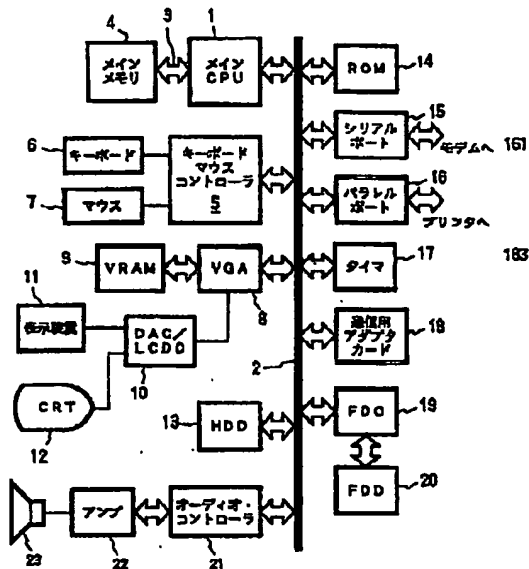 4
3
1
メイン
メモリ
メイン
CPU
ROM
14
15
シリアル
ポート
モデムへ 161
6
キーボード
キーボード
マウス
コントローラ
5
7
マウス
16
パラレル
ポート
プリンタへ
163
9
VRAM
VGA
8
タイマ
17
11
表示装置
DAC/
LCDC
10
2
通信用
アダプタ
カード
18
CRT
12
13
HDD
FDC
19
FDD
20
アンプ
オーディオ・
コントローラ
23
22
21